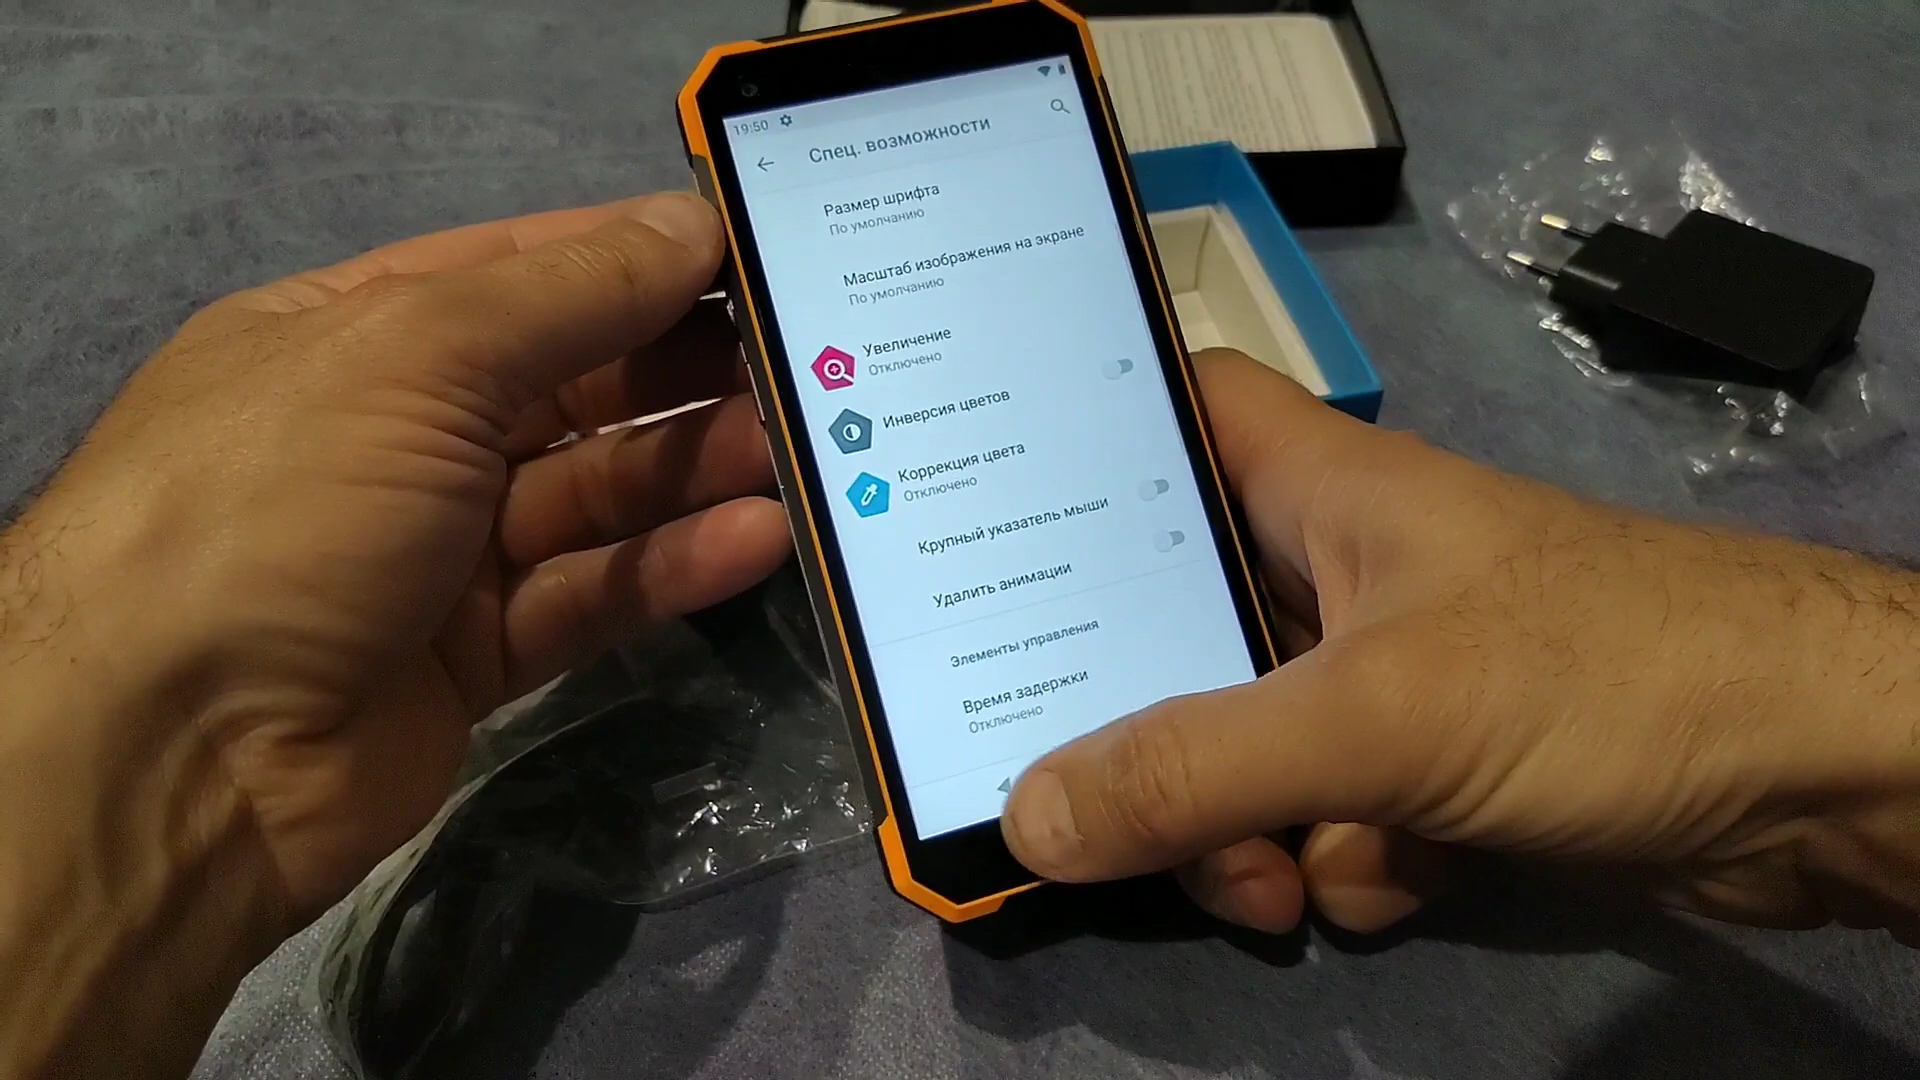 19:50
Спец. возможности
Размер шрифта
По умолчанию
Масштаб изображения на экране
По умолчанию
Увеличение
Отключено
Инверсия цветов
Коррекция цвета
Отключено
Крупный указатель мыши
Удалить анимации
Элементы управления
Время задержки
Отключено